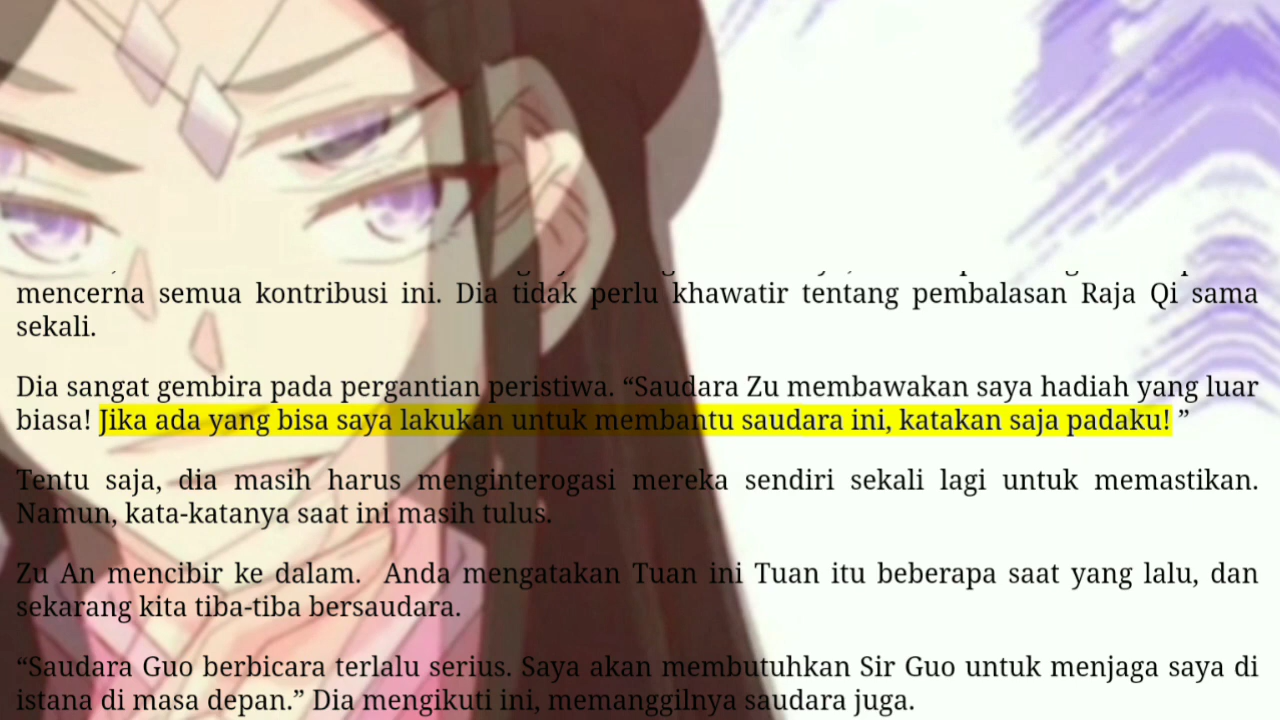 mencerna semua kontribusi ini. Dia tidak perlu khawatir tentang pembalasan Raja Qi sama
sekali.
Dia sangat gembira pada pergantian peristiwa. “Saudara Zu membawakan saya hadiah yang luar
biasa! Jika ada yang bisa saya lakukan untuk membantu saudara ini, katakan saja padaku! ”
Tentu saja, dia masih harus menginterogasi mereka sendiri sekali lagi untuk memastikan.
Namun, kata-katanya saat ini masih tulus.
Zu An mencibir ke dalam.  Anda mengatakan Tuan ini Tuan itu beberapa saat yang lalu, dan
sekarang kita tiba-tiba bersaudara.
“Saudara Guo berbicara terlalu serius. Saya akan membutuhkan Sir Guo untuk menjaga saya di
istana di masa depan.” Dia mengikuti ini, memanggilnya saudara juga.